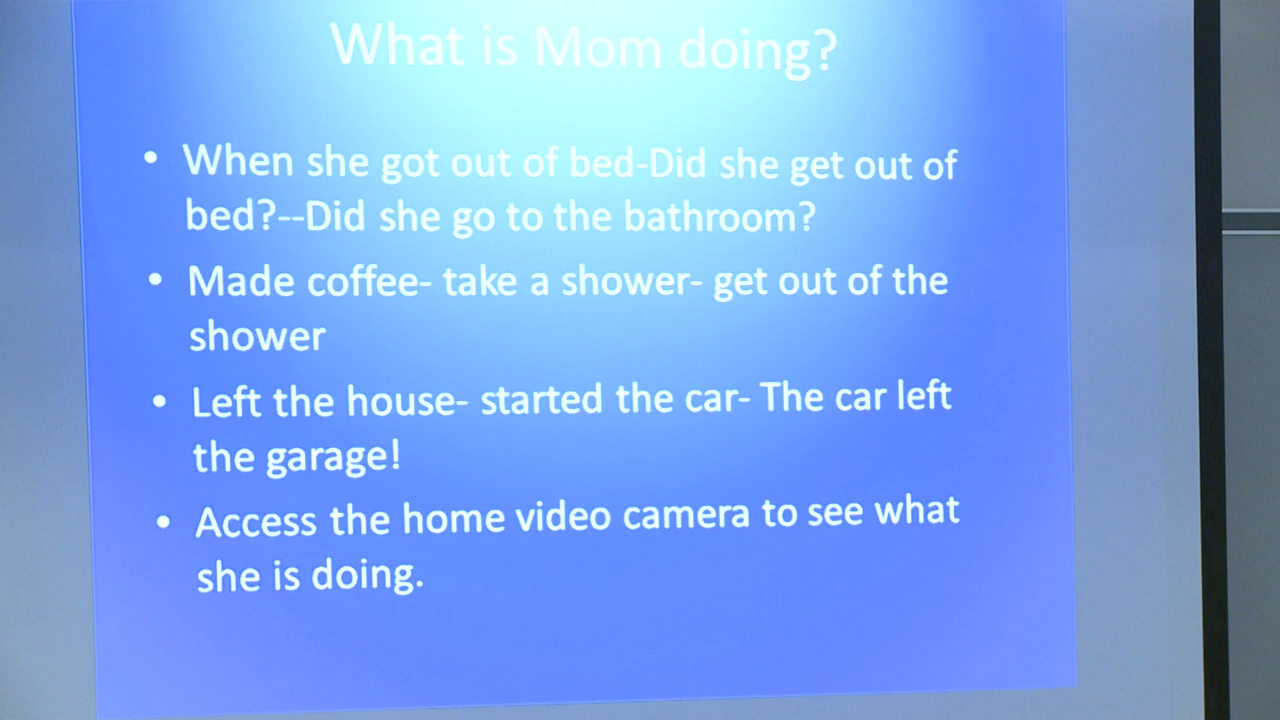 What is Mom doing?
• When she got out of bed-Did she get out of
bed?--Did she go to the bathroom?
• Made coffee- take a shower- get out of the
shower
• Left the house- started the car- The car left
the garage!
• Access the home video camera to see what
she is doing.